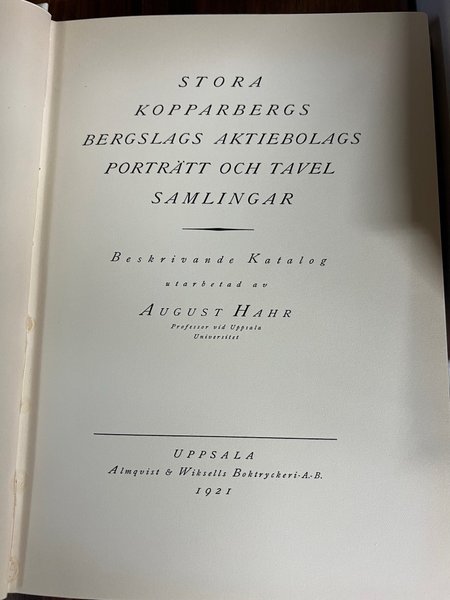 STORA
KOPPARBERGS
BERGSLAGS AKTIEBOLAGS
PORTRÄTT OCH TAVEL
SAMLINGAR
Beskrivande Katalog
utarbetad av
AUGUST HAHR
Professor vid Uppsala
Universitet
UPPSALA
Almqvist & Wiksells Boktryckeri-A.-B.
1921